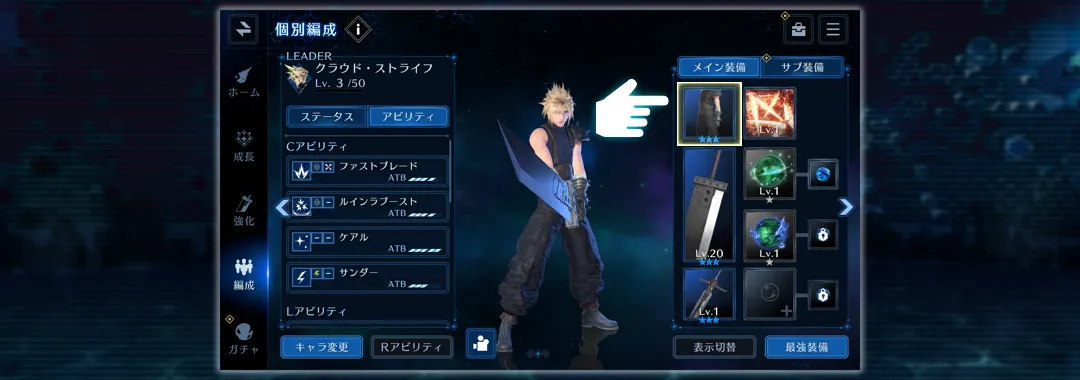 個別編成
LEADER
クラウド・ストライフ
Lv. 3 /50
ステータス
アビリティ
Cアビリティ
ファストブレード
ATB
ルインラブースト
ATB
ケアル
ATB
サンダー
ATB
Lアビリティ
キャラ変更
Rアビリティ
ホーム
成長
強化
編成
ガチャ
メイン装備
サブ装備
Lv.1
Lv.20
Lv.1
Lv.1
Lv.1
表示切替
最強装備